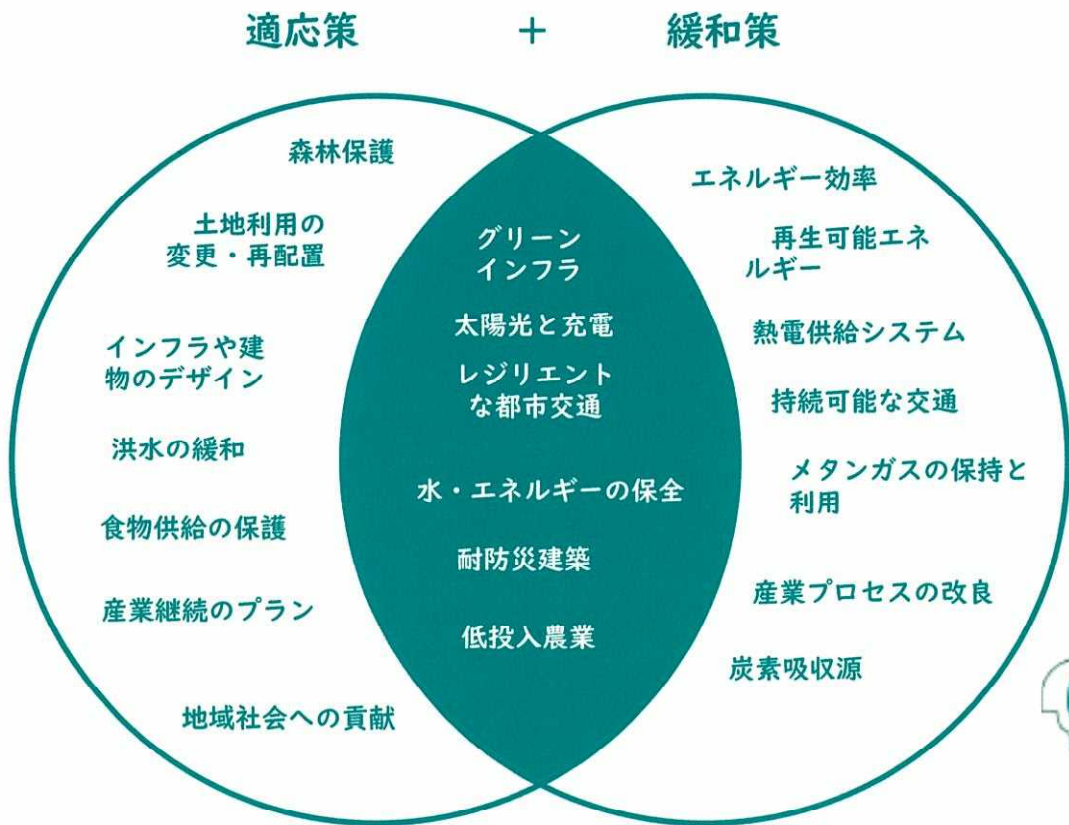 適応策 + 緩和策
森林保護
土地利用の
変更・再配置
インフラや建
物のデザイン
洪水の緩和
食物供給の保護
産業継続のプラン
地域社会への貢献
グリーン
インフラ
太陽光と充電
レジリエント
な都市交通
水・エネルギーの保全
耐防災建築
低投入農業
エネルギー効率
再生可能エネ
ルギー
熱電供給システム
持続可能な交通
メタンガスの保持と
利用
産業プロセスの改良
炭素吸収源